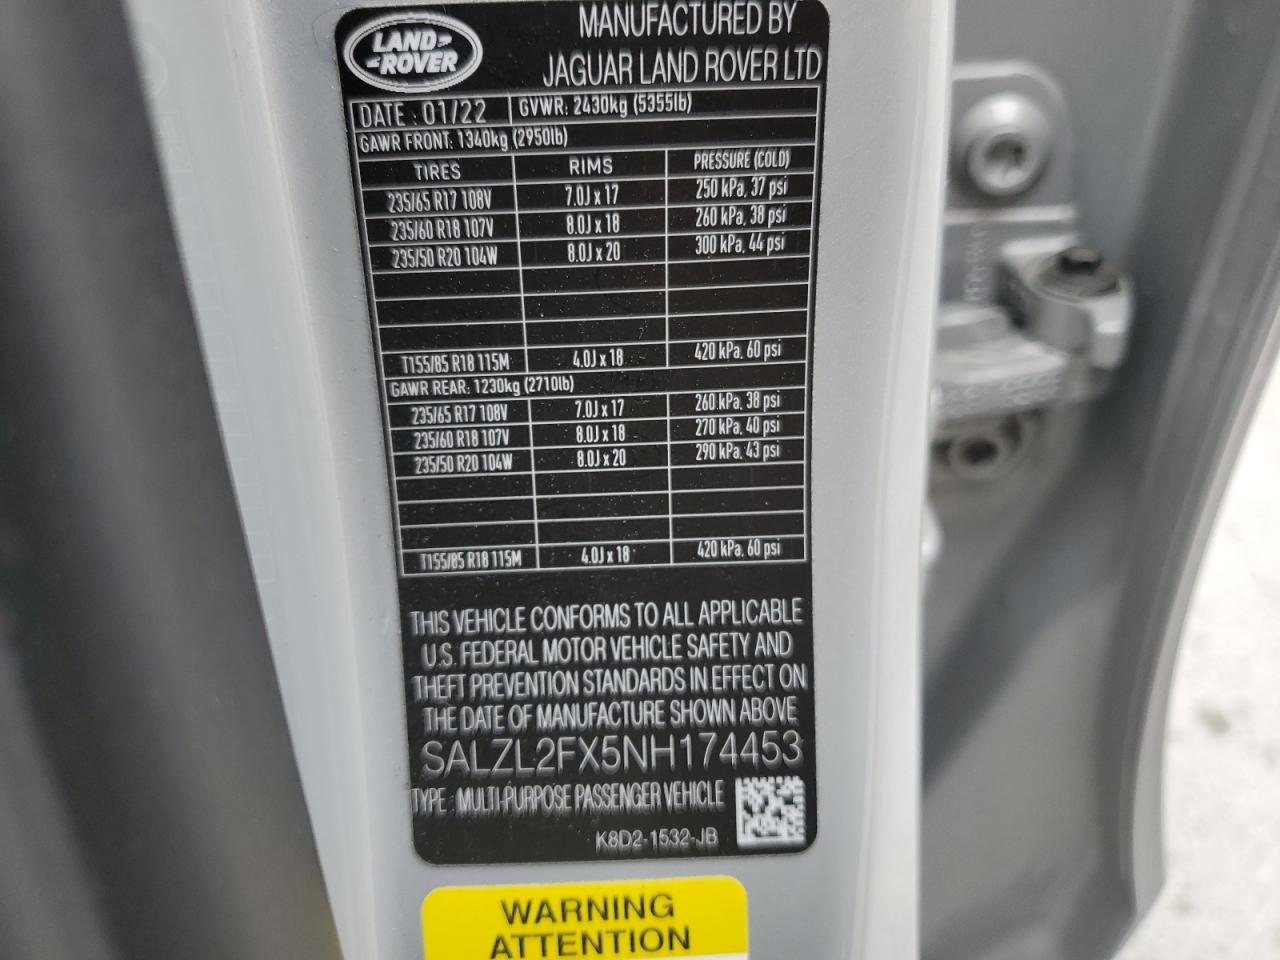 LAND-
-ROVER
MANUFACTURED BY
JAGUAR LAND ROVER LTD
DATE : 01/22 GVWR: 2430kg (5355lb)
GAWR FRONT: 1340kg (2950lb)
TIRES RIMS PRESSURE (COLD)
235/65 R17 108V 7.0J x 17 250 kPa, 37 psi
235/60 R18 107V 8.0J x 18 260 kPa, 38 psi
235/50 R20 104W 8.0J x 20 300 kPa, 44 psi
T155/85 R18 115M 4.0J x 18 420 kPa, 60 psi
GAWR REAR: 1230kg (2710lb)
235/65 R17 108V 7.0J x 17 260 kPa, 38 psi
235/60 R18 107V 8.0J x 18 270 kPa, 40 psi
235/50 R20 104W 8.0J x 20 290 kPa, 43 psi
T155/85 R18 115M 4.0J x 18 420 kPa, 60 psi
THIS VEHICLE CONFORMS TO ALL APPLICABLE
U.S. FEDERAL MOTOR VEHICLE SAFETY AND
THEFT PREVENTION STANDARDS IN EFFECT ON
THE DATE OF MANUFACTURE SHOWN ABOVE
SALZL2FX5NH174453
TYPE : MULTI-PURPOSE PASSENGER VEHICLE
K8D2-1532-JB
WARNING
ATTENTION